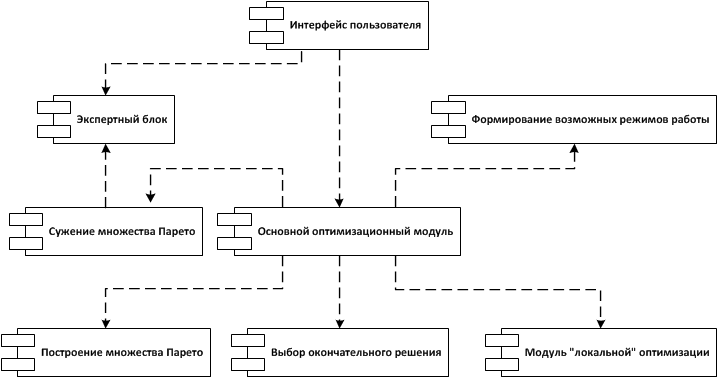 Интерфейс пользователя
Экспертный блок
Формирование возможных режимов работы
Сужение множества Парето
Основной оптимизационный модуль
Построение множества Парето
Выбор окончательного решения
Модуль "локальной" оптимизации